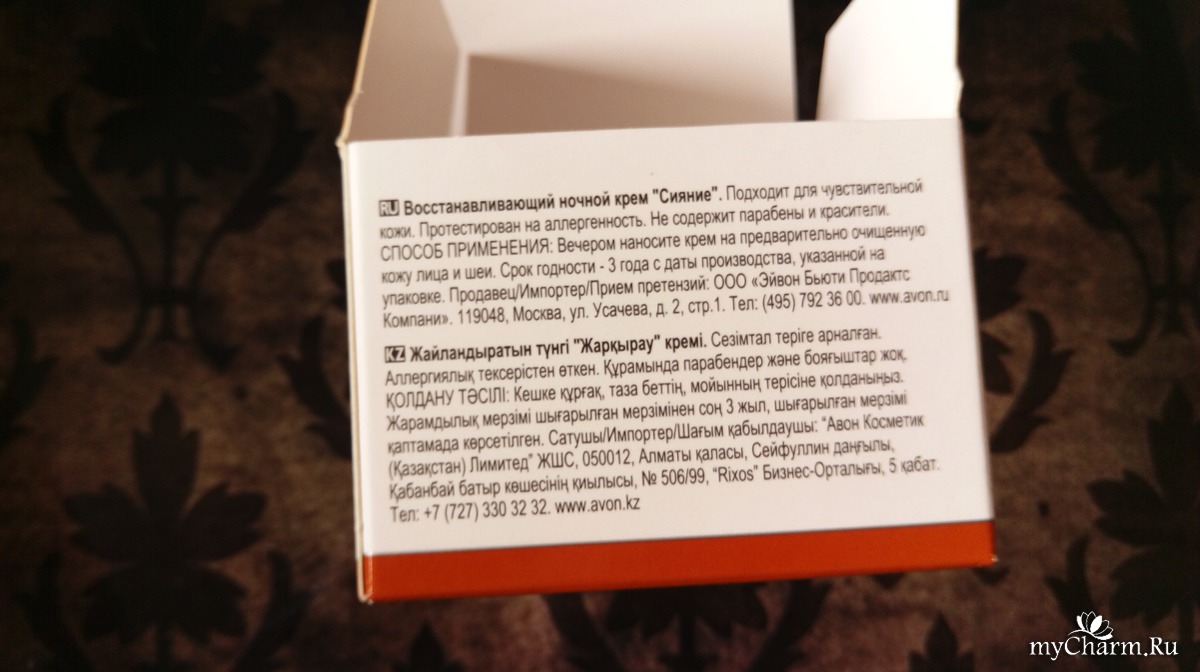 RU Восстанавливающий ночной крем "Сияние". Подходит для чувствительной
кожи. Протестирован на аллергенность. Не содержит парабены и красители.
СПОСОБ ПРИМЕНЕНИЯ: Вечером наносите крем на предварительно очищенную
кожу лица и шеи. Срок годности - 3 года с даты производства, указанной на
упаковке. Продавец/Импортер/Прием претензий: ООО «Эйвон Бьюти Продактс
Компани». 119048, Москва, ул. Усачева, д. 2, стр.1. Тел: (495) 792 36 00. www.avon.ru
KZ Жайландыратын түнгі "Жарқырау" кремі. Сезімтал теріге арналған.
Аллергиялық тексерістен өткен. Құрамында парабендер және бояғыштар жоқ.
ҚОЛДАНУ ТӘСІЛІ: Кешке құрғақ, таза беттің, мойынның терісіне қолданыңыз.
Жарамдылық мерзімі шығарылған мерзімінен соң 3 жыл, шығарылған мерзімі
қаптамада көрсетілген. Сатушы/Импортер/Шағым қабылдаушы: “Авон Косметик
(Қазақстан) Лимитед” ЖШС, 050012, Алматы қаласы, Сейфуллин даңғылы,
Қабанбай батыр көшесінің қиылысы, № 506/99, “Rixos” Бизнес-Орталығы, 5 қабат.
Тел: +7 (727) 330 32 32. www.avon.kz
myCharm.Ru